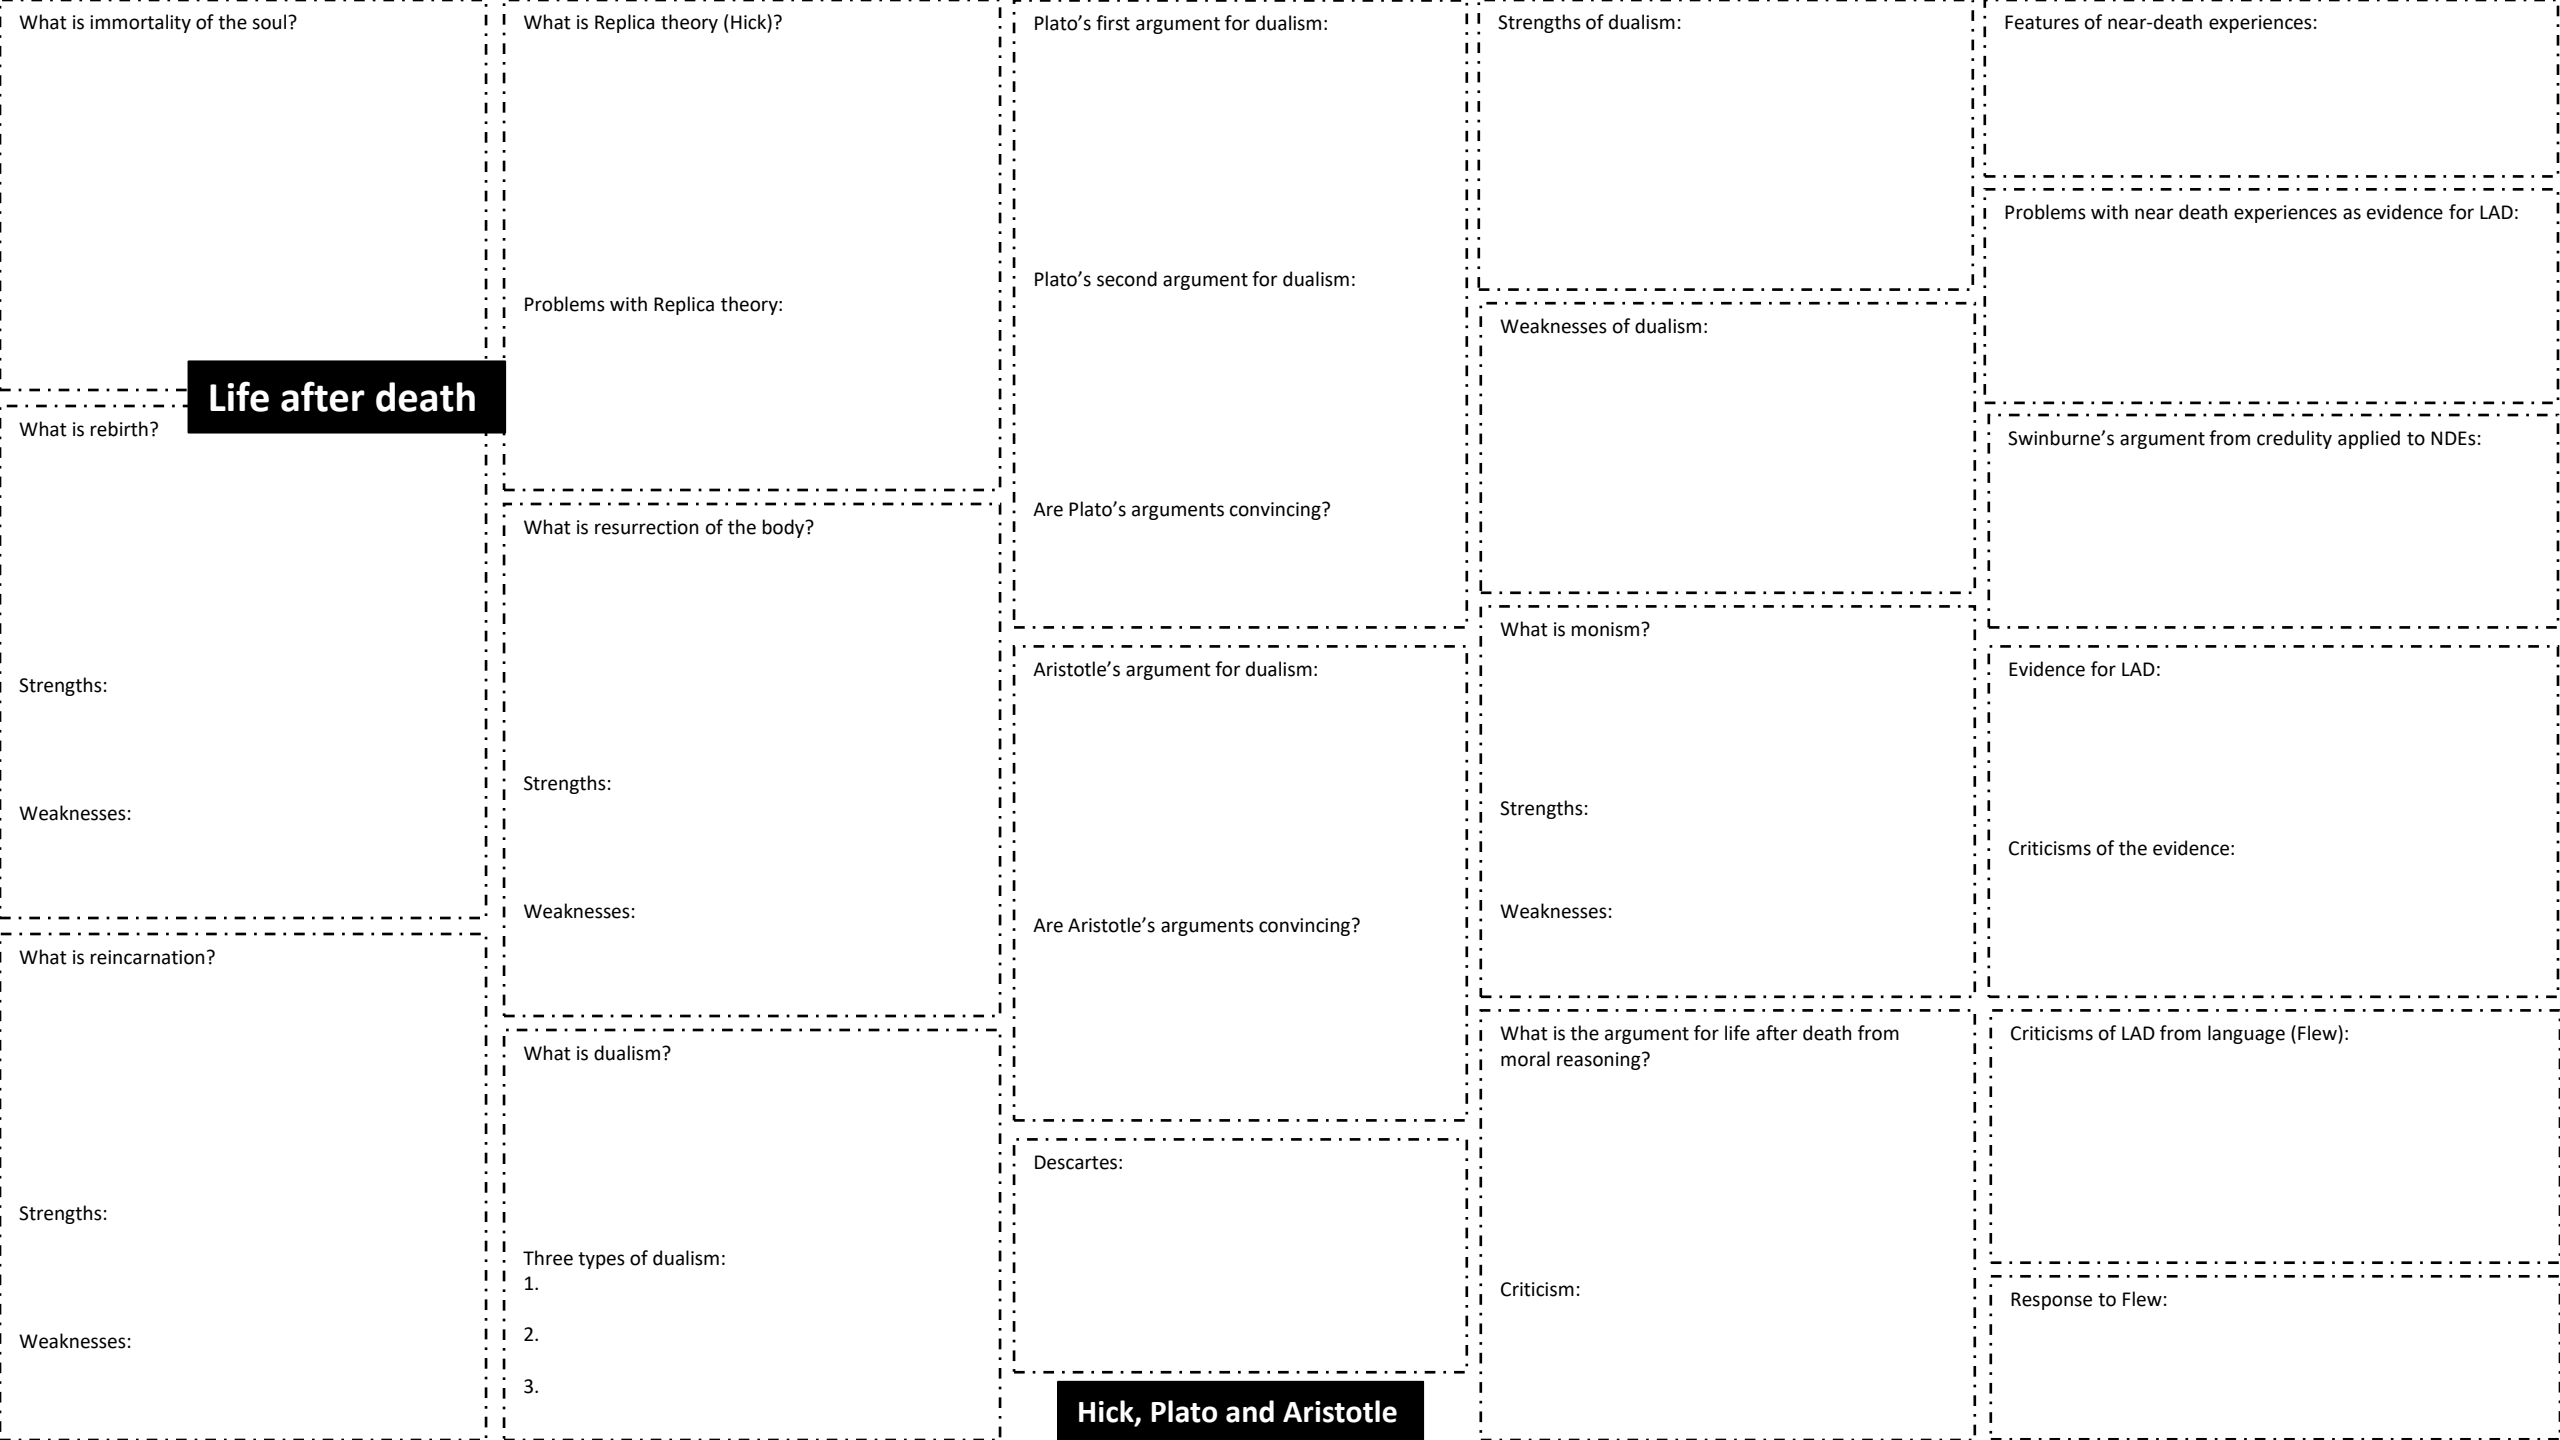 What is immortality of the soul?
Life after death
What is rebirth?
Strengths:
Weaknesses:
What is reincarnation?
Strengths:
Weaknesses:
What is Replica theory (Hick)?
Problems with Replica theory:
What is resurrection of the body?
Strengths:
Weaknesses:
What is dualism?
Three types of dualism:
1.
2.
3.
Plato’s first argument for dualism:
Plato’s second argument for dualism:
Are Plato’s arguments convincing?
Aristotle’s argument for dualism:
Are Aristotle’s arguments convincing?
Descartes:
Hick, Plato and Aristotle
Strengths of dualism:
Weaknesses of dualism:
What is monism?
Strengths:
Weaknesses:
What is the argument for life after death from
moral reasoning?
Criticism:
Features of near-death experiences:
Problems with near death experiences as evidence for LAD:
Swinburne’s argument from credulity applied to NDEs:
Evidence for LAD:
Criticisms of the evidence:
Criticisms of LAD from language (Flew):
Response to Flew: